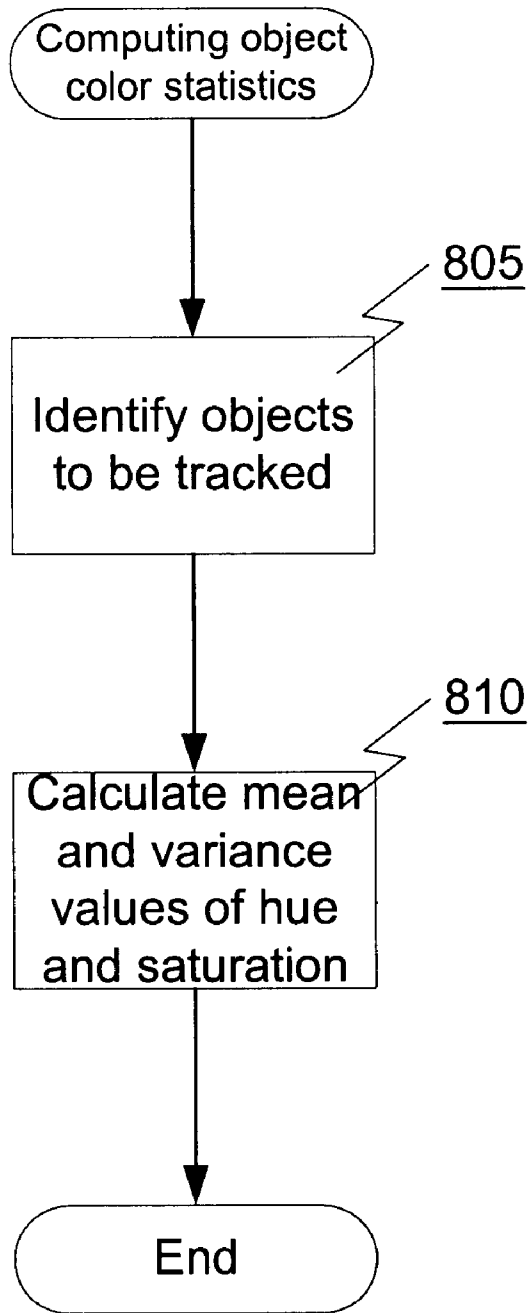 Computing object
color statistics
805
Identify objects
to be tracked
810
Calculate mean
and variance
values of hue
and saturation
End